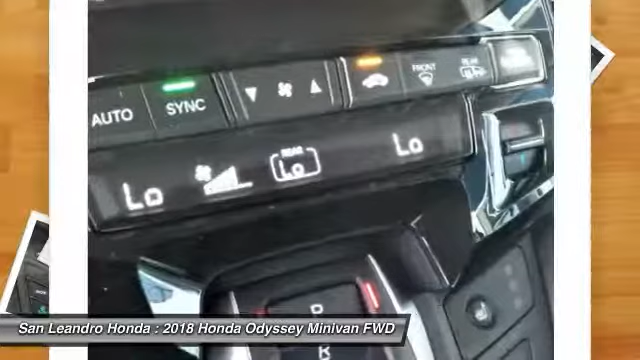 AUTO
SYNC
FRONT
REAR
Lo
REAR
Lo
Lo
P
R
San Leandro Honda : 2018 Honda Odyssey Minivan FWD